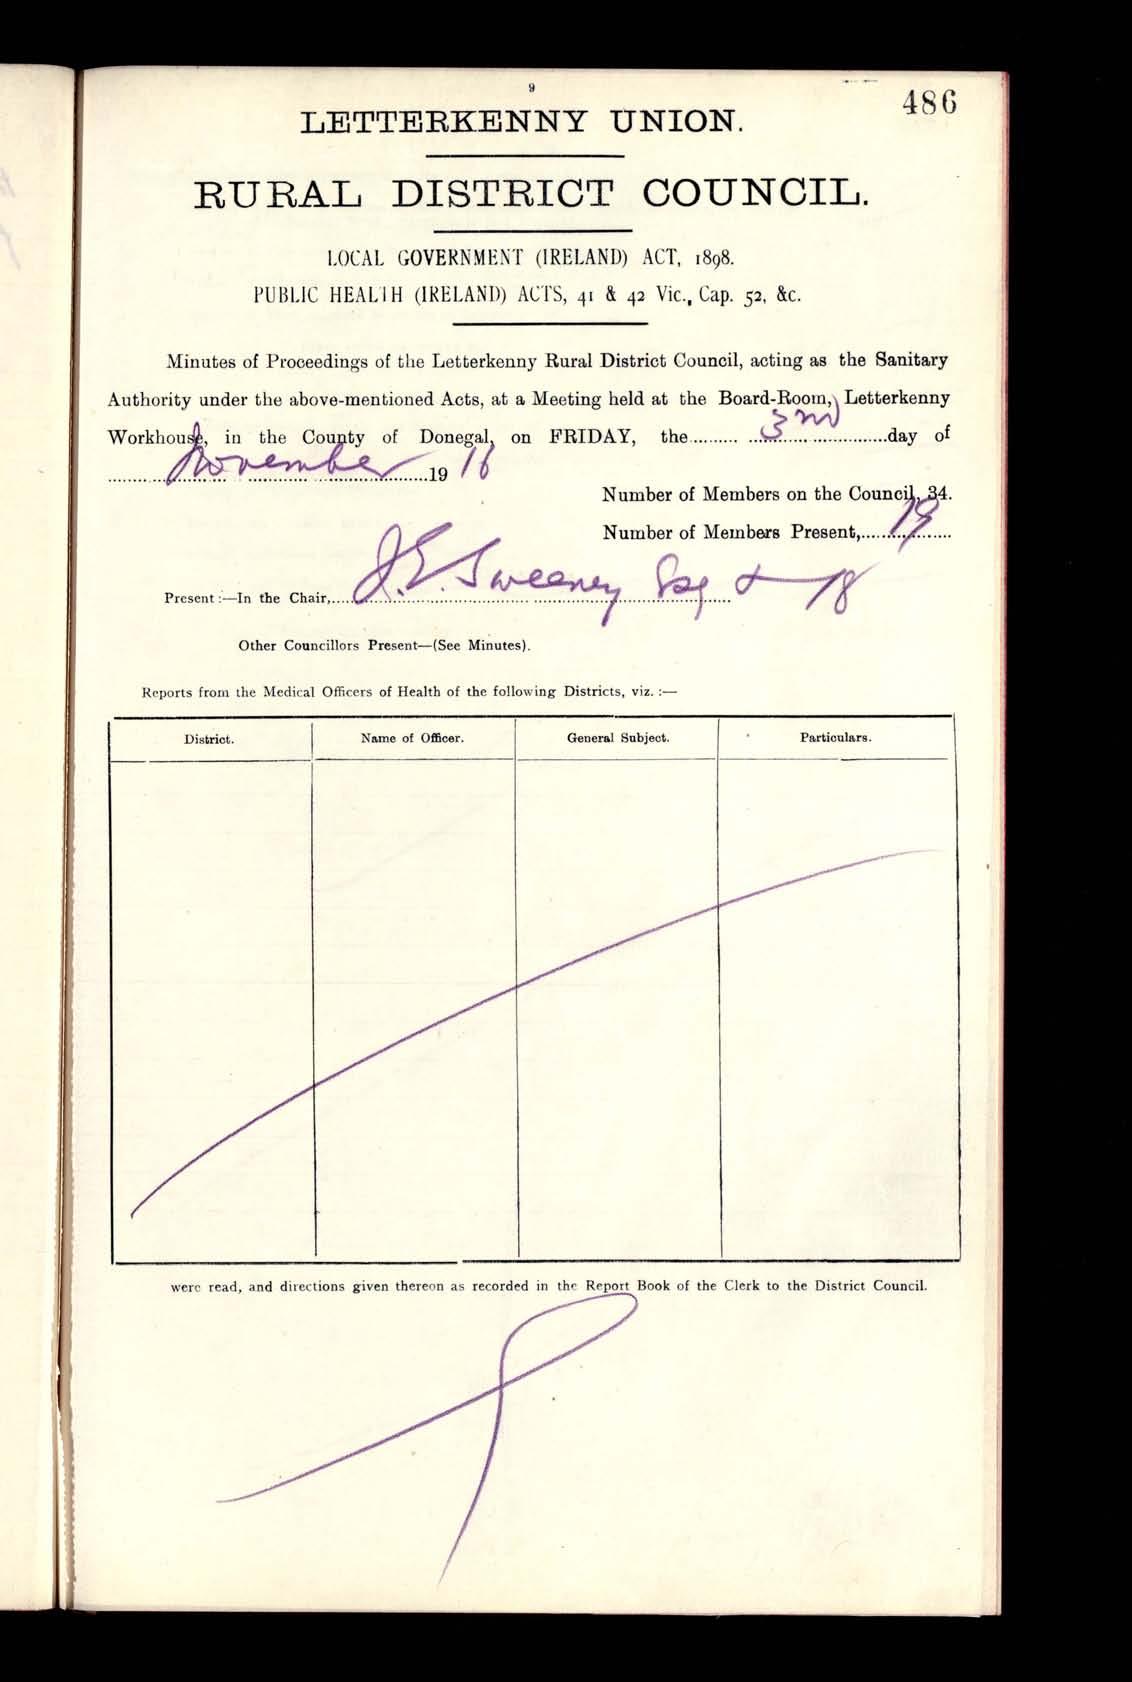 9
486
LETTERKENNY UNION.
RURAL DISTRICT COUNCIL.
LOCAL GOVERNMENT (IRELAND) ACT, 1898.
PUBLIC HEALTH (IRELAND) ACTS, 41 & 42 Vic., Cap. 52, &c.
Minutes of Proceedings of the Letterkenny Rural District Council, acting as the Sanitary
Authority under the above-mentioned Acts, at a Meeting held at the Board-Room, Letterkenny
Workhouse, in the County of Donegal, on FRIDAY, the 3rd day of
November 1916
Number of Members on the Council, 34.
Number of Members Present, 19
Present:—In the Chair, J. E. Sweeney Esq & 18
Other Councillors Present—(See Minutes).
Reports from the Medical Officers of Health of the following Districts, viz. :—
District. Name of Officer. General Subject. Particulars.
were read, and directions given thereon as recorded in the Report Book of the Clerk to the District Council.